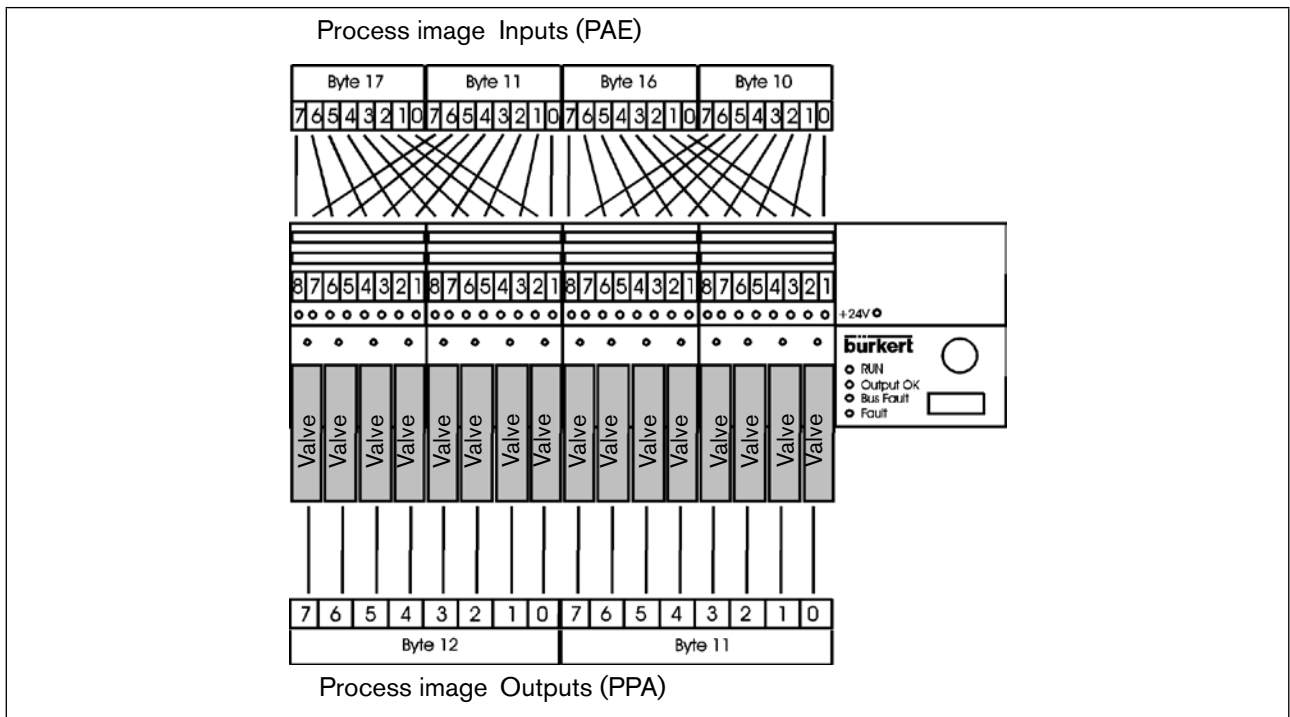 Process image Inputs (PAE)
Byte 17 Byte 11 Byte 16 Byte 10
7 6 5 4 3 2 1 0 7 6 5 4 3 2 1 0 7 6 5 4 3 2 1 0 7 6 5 4 3 2 1 0
8 7 6 5 4 3 2 1 8 7 6 5 4 3 2 1 8 7 6 5 4 3 2 1 8 7 6 5 4 3 2 1
+24V
bürkert
RUN
Output OK
Bus Fault
Fault
Valve Valve Valve Valve Valve Valve Valve Valve Valve Valve Valve Valve Valve Valve Valve Valve
7 6 5 4 3 2 1 0 7 6 5 4 3 2 1 0
Byte 12 Byte 11
Process image Outputs (PPA)